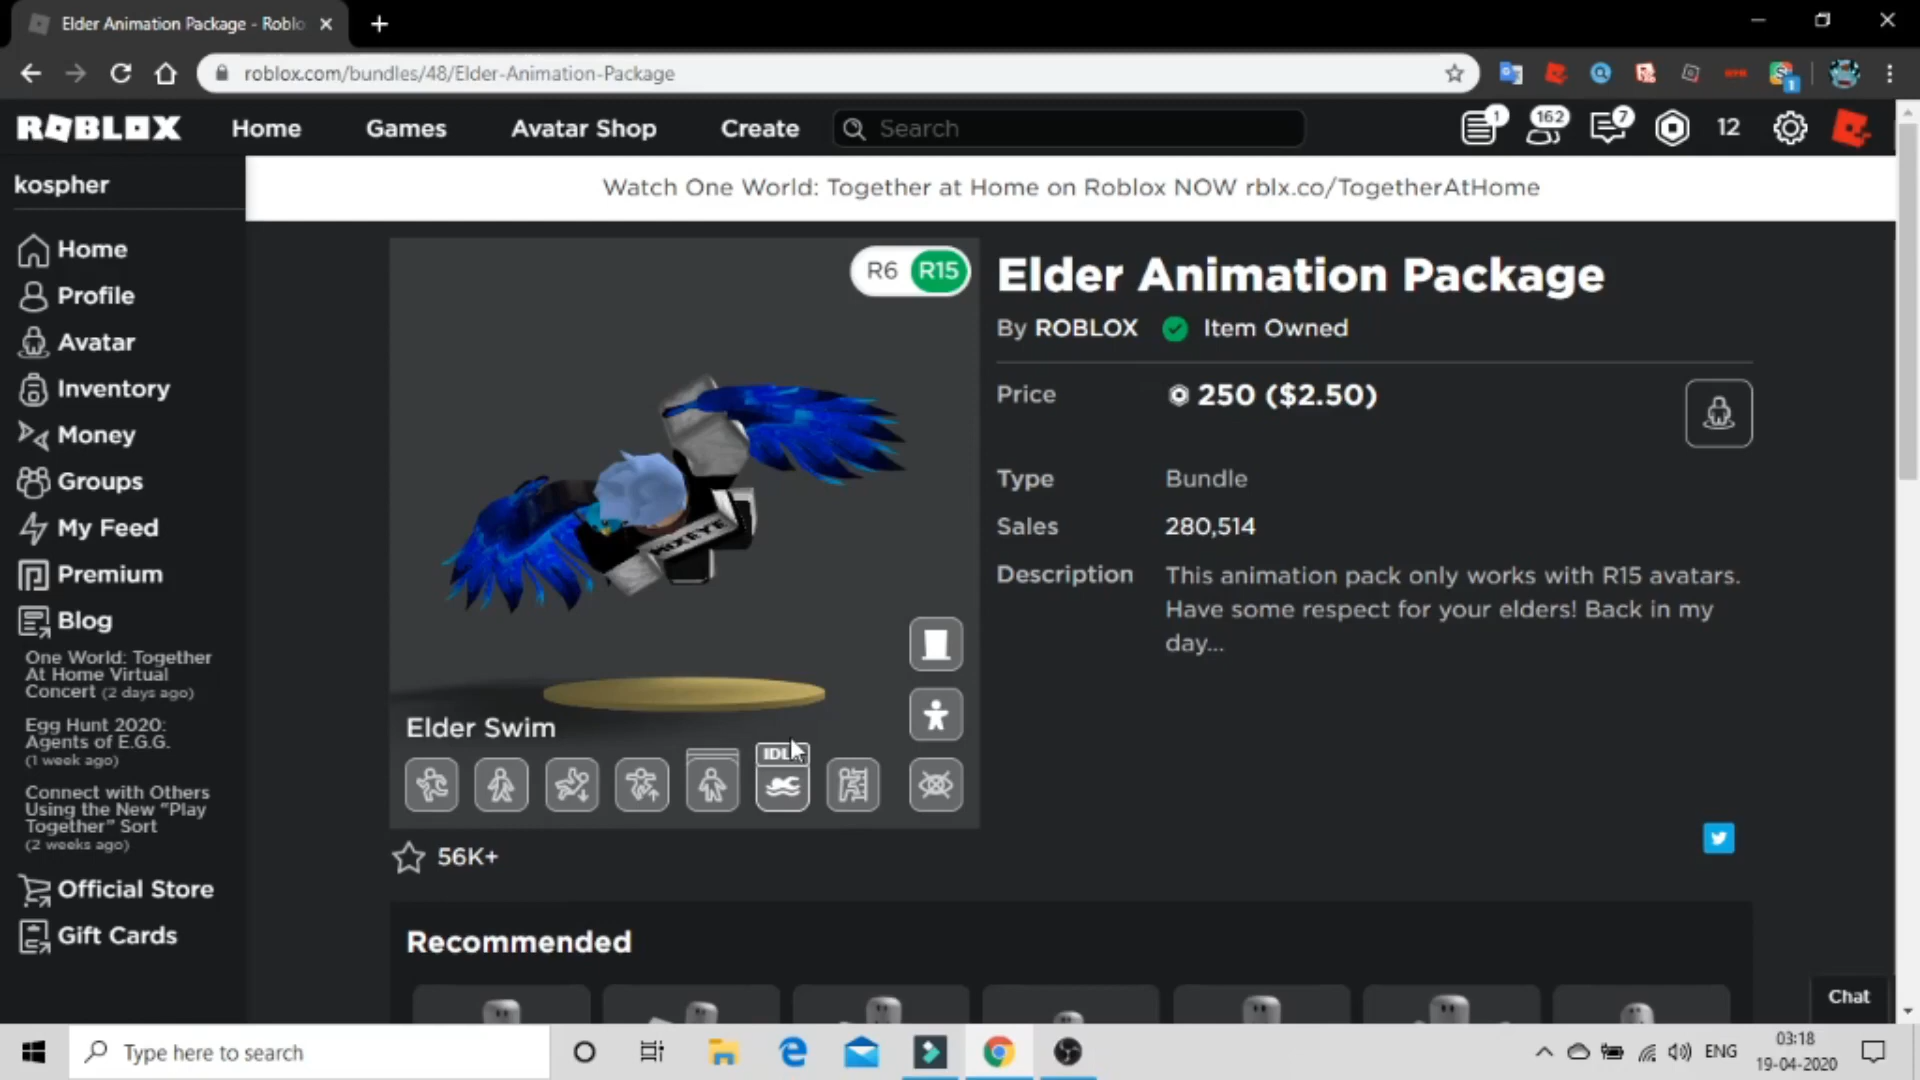 Elder Animation Package - Roblo
roblox.com/bundles/48/Elder-Animation-Package
1
ROBLOX
Home
Games
Avatar Shop
Create
Search
1
162
7
12
kospher
Watch One World: Together at Home on Roblox NOW rblx.co/TogetherAtHome
Home
Profile
Avatar
Inventory
Money
Groups
My Feed
Premium
Blog
One World: Together
At Home Virtual
Concert (2 days ago)
Egg Hunt 2020:
Agents of E.G.G.
(1 week ago)
Connect with Others
Using the New "Play
Together" Sort
(2 weeks ago)
Official Store
Gift Cards
R6 R15
MIXEYE
Elder Swim
56K+
Elder Animation Package
By ROBLOX Item Owned
Price 250 ($2.50)
Type Bundle
Sales 280,514
Description This animation pack only works with R15 avatars.
Have some respect for your elders! Back in my
day...
Recommended
Chat
Type here to search
ENG
03:18
19-04-2020